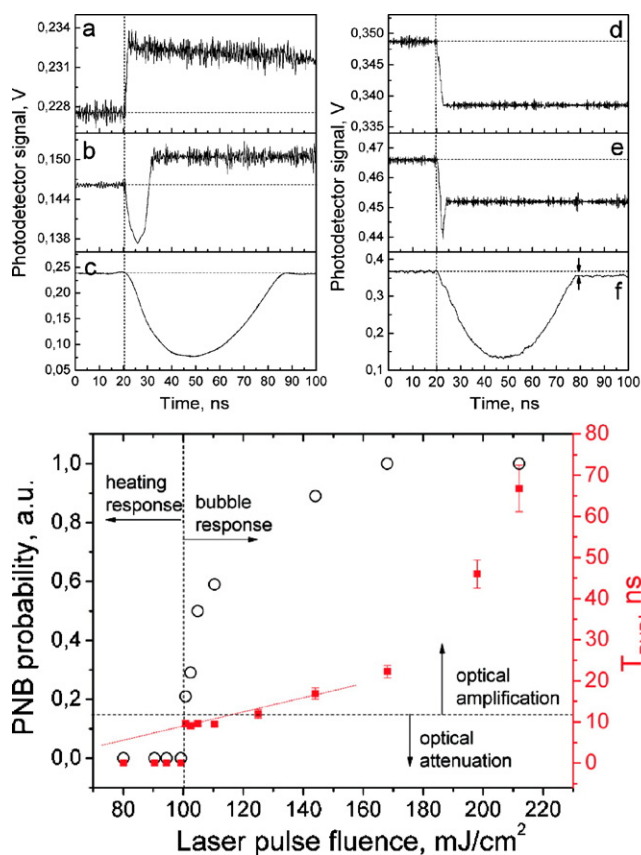 a
0,234
0,231
0,228
b
0,150
0,144
0,138
c
0,25
0,20
0,15
0,10
0,05
Photodetector signal, V
0 10 20 30 40 50 60 70 80 90 100
Time, ns
d
0,350
0,345
0,340
0,335
e
0,46
0,45
0,44
f
0,4
0,3
0,2
0,1
Photodetector signal, V
0 10 20 30 40 50 60 70 80 90 100
Time, ns
PNB probability, a.u.
1,0
0,8
0,6
0,4
0,2
0,0
heating
response
bubble
response
optical
amplification
optical
attenuation
80
70
60
50
40
30
20
10
0
ns
80 100 120 140 160 180 200 220
Laser pulse fluence, mJ/cm²